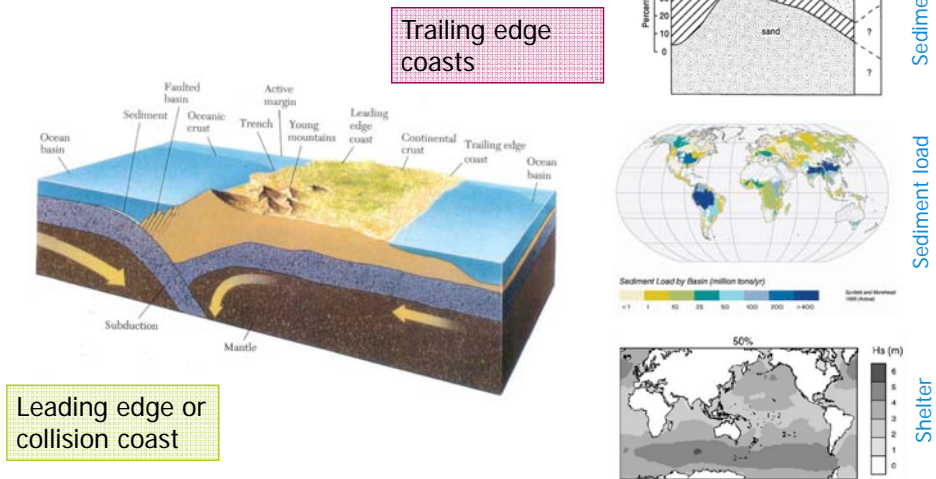 Trailing edge
coasts
Faulted
basin
Active
margin
Sediment
Oceanic
crust
Trench
Young
mountains
Leading
edge
coast
Continental
crust
Trailing edge
coast
Ocean
basin
Ocean
basin
Subduction
Mantle
Leading edge or
collision coast
10
0
sand
?
?
Sediment load
Sediment Load by Basin (million tons/yr)
<1 1 10 25 50 100 200 >400
50%
Hs (m)
6
5
4
3
2
1
0
Shelter